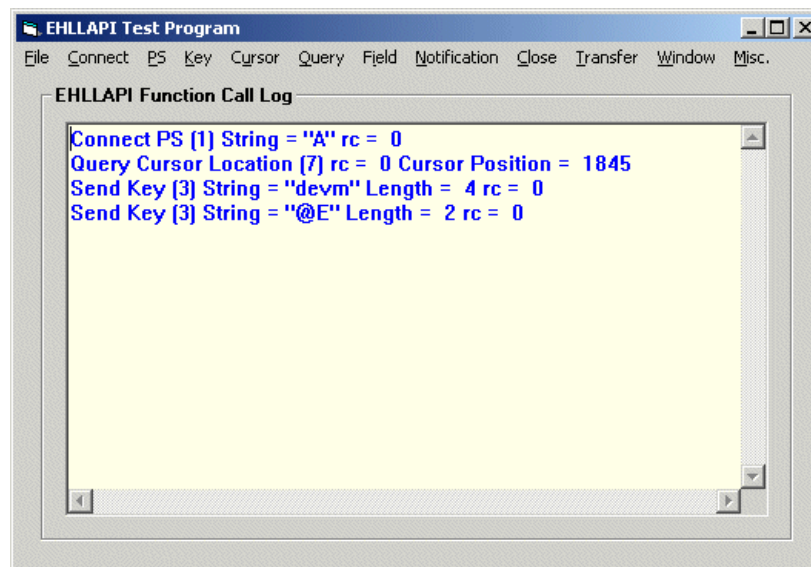 EHLLAPI Test Program
File Connect PS Key Cursor Query Field Notification Close Transfer Window Misc.
EHLLAPI Function Call Log
Connect PS (1) String = "A" rc = 0
Query Cursor Location (7) rc = 0 Cursor Position = 1845
Send Key (3) String = "devm" Length = 4 rc = 0
Send Key (3) String = "@E" Length = 2 rc = 0